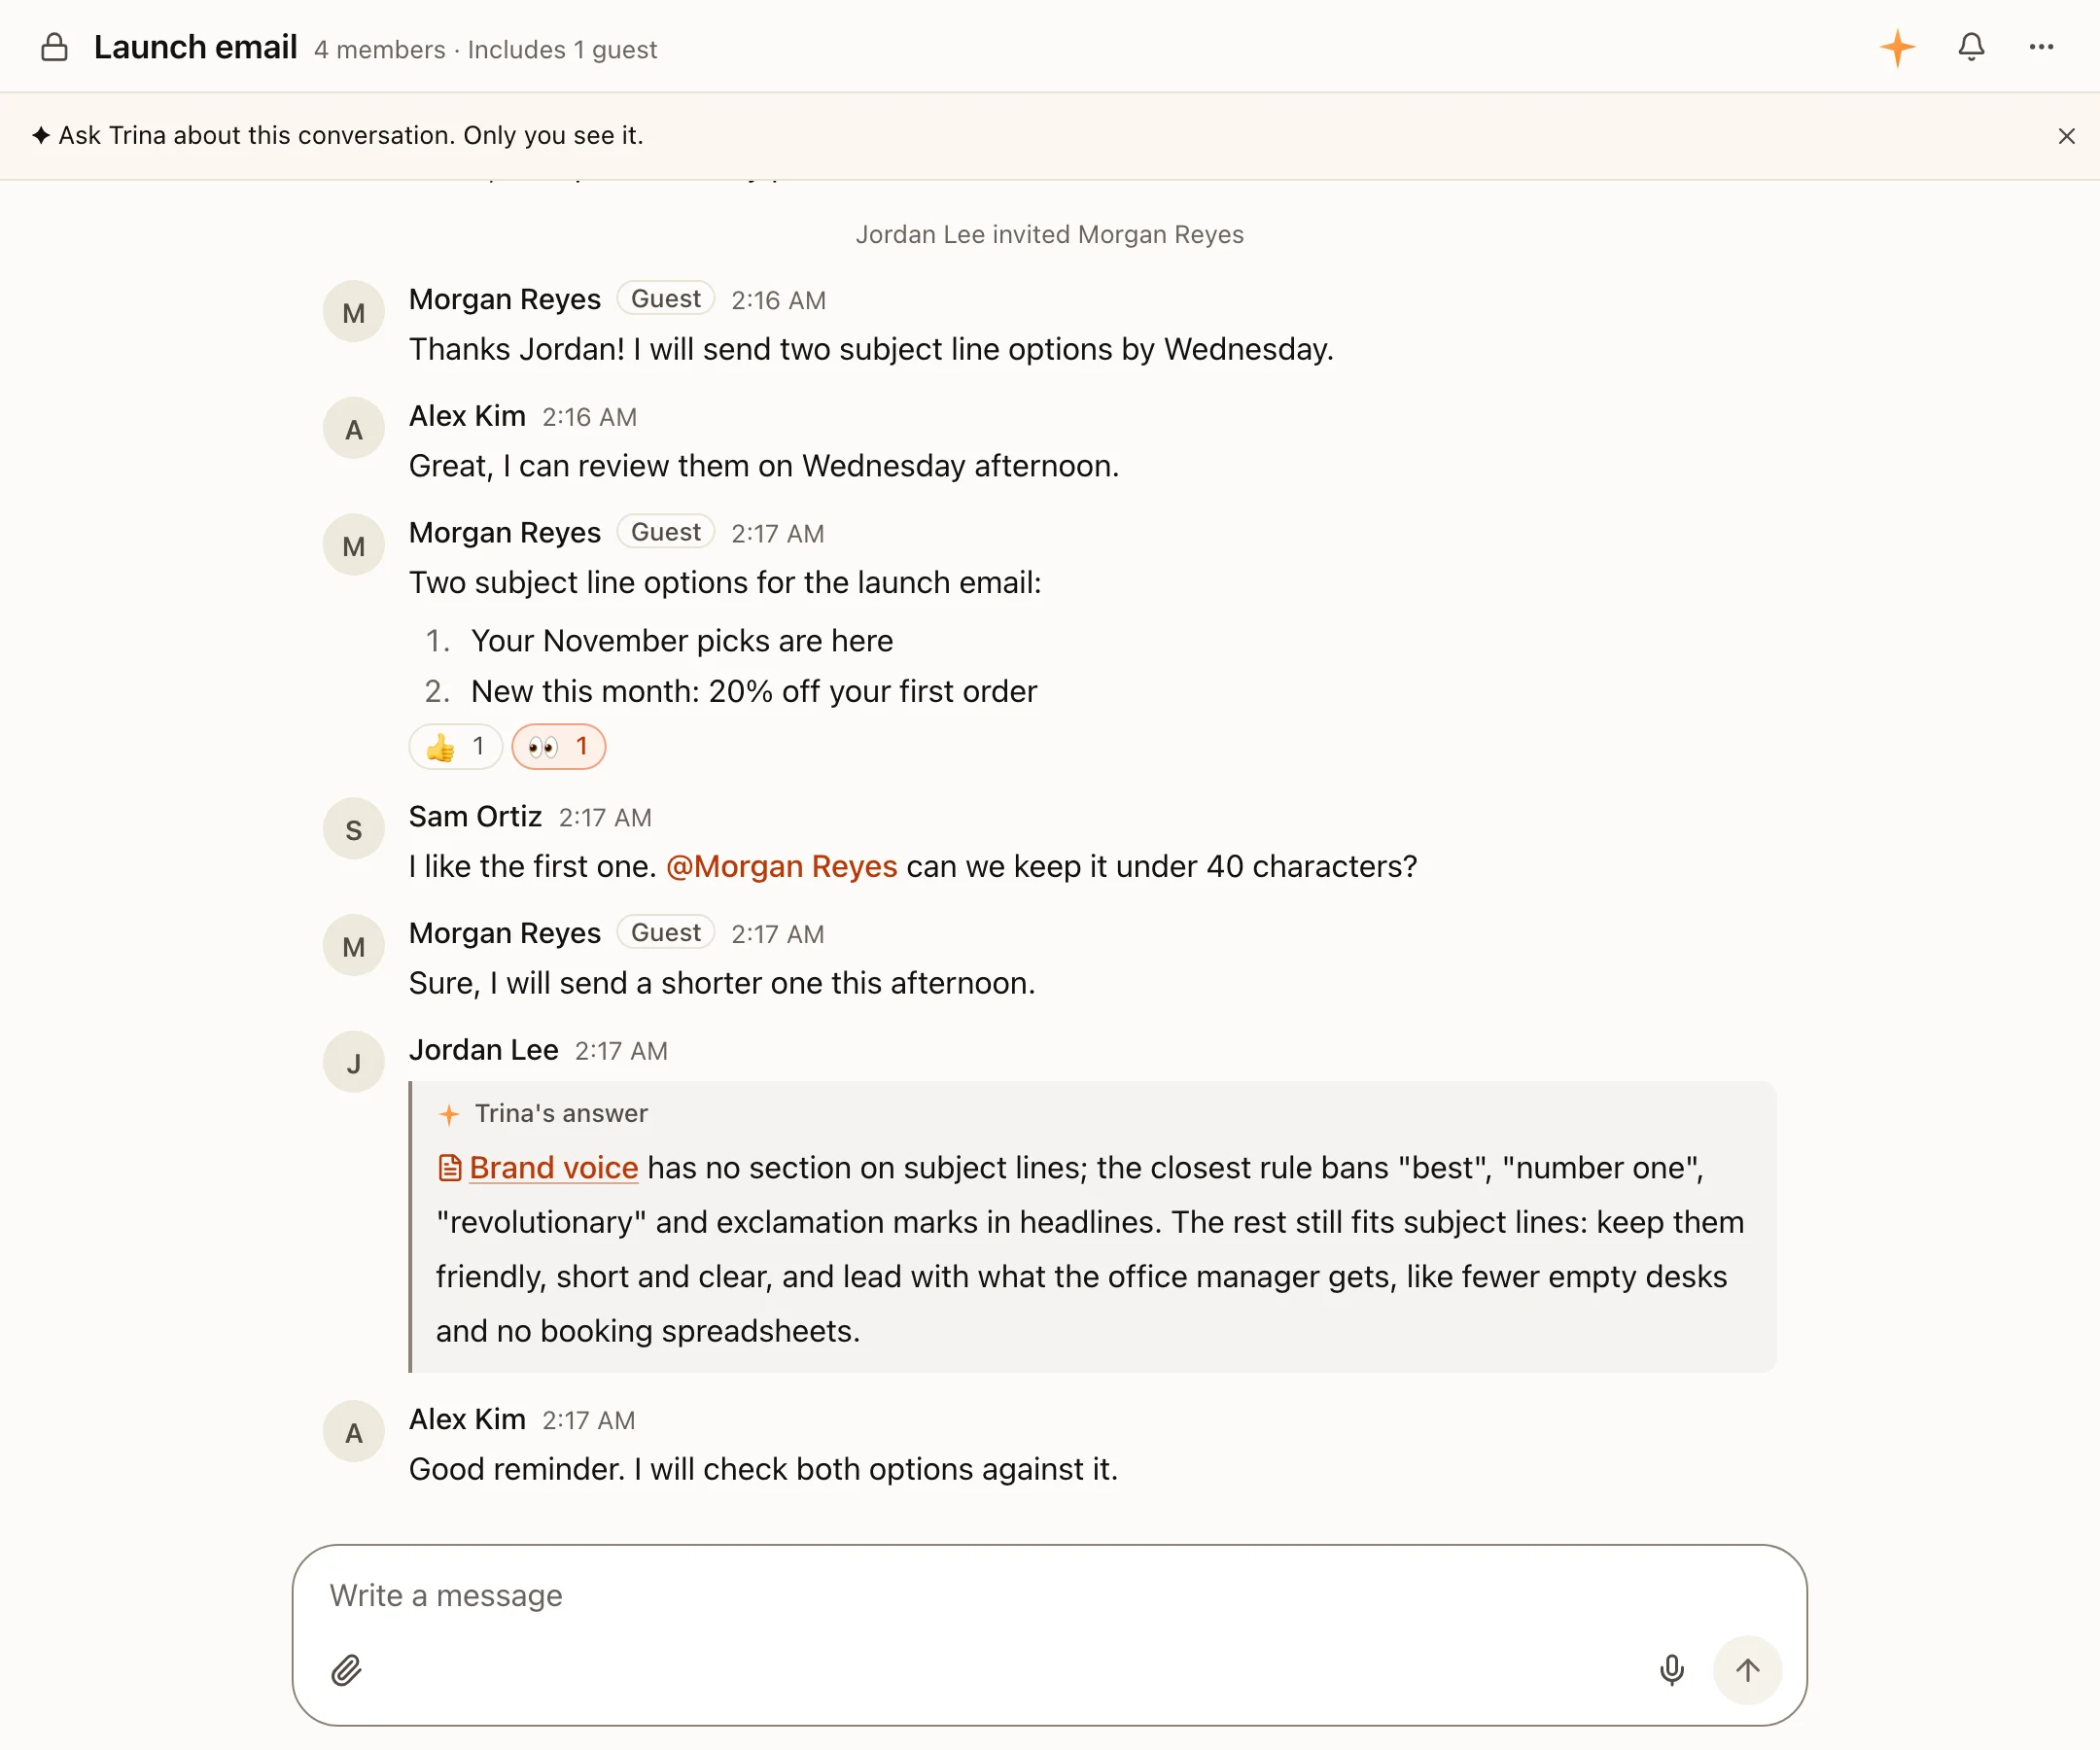 Launch email 4 members · Includes 1 guest
Ask Trina about this conversation. Only you see it.
Jordan Lee invited Morgan Reyes
M
Morgan Reyes Guest 2:16 AM
Thanks Jordan! I will send two subject line options by Wednesday.
A
Alex Kim 2:16 AM
Great, I can review them on Wednesday afternoon.
M
Morgan Reyes Guest 2:17 AM
Two subject line options for the launch email:
1. Your November picks are here
2. New this month: 20% off your first order
👍 1 👀 1
S
Sam Ortiz 2:17 AM
I like the first one. @Morgan Reyes can we keep it under 40 characters?
M
Morgan Reyes Guest 2:17 AM
Sure, I will send a shorter one this afternoon.
J
Jordan Lee 2:17 AM
Trina's answer
Brand voice has no section on subject lines; the closest rule bans "best", "number one",
"revolutionary" and exclamation marks in headlines. The rest still fits subject lines: keep them
friendly, short and clear, and lead with what the office manager gets, like fewer empty desks
and no booking spreadsheets.
A
Alex Kim 2:17 AM
Good reminder. I will check both options against it.
Write a message